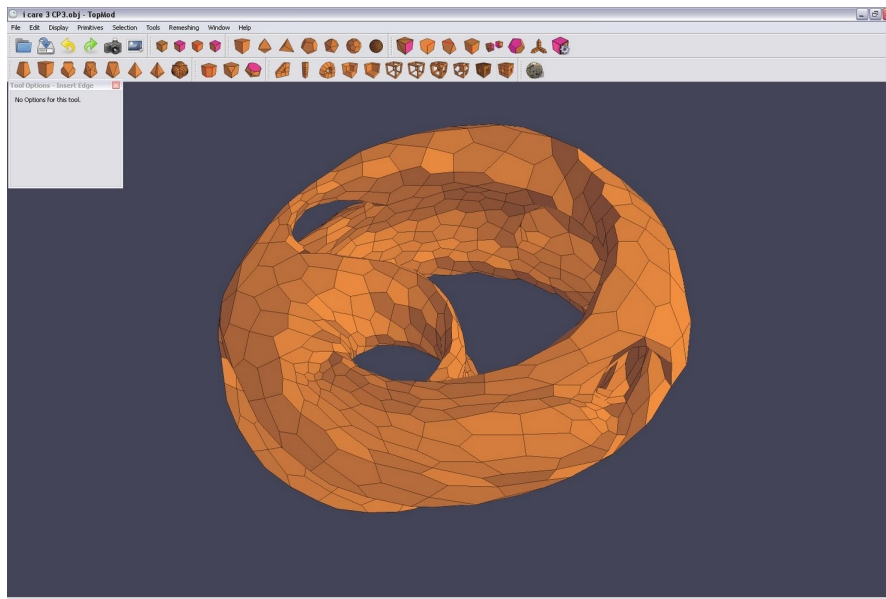 i care 3 CP3.obj - TopMod
File Edit Display Primitives Selection Tools Remeshing Window Help
Tool Options - Insert Edge
No Options for this tool.